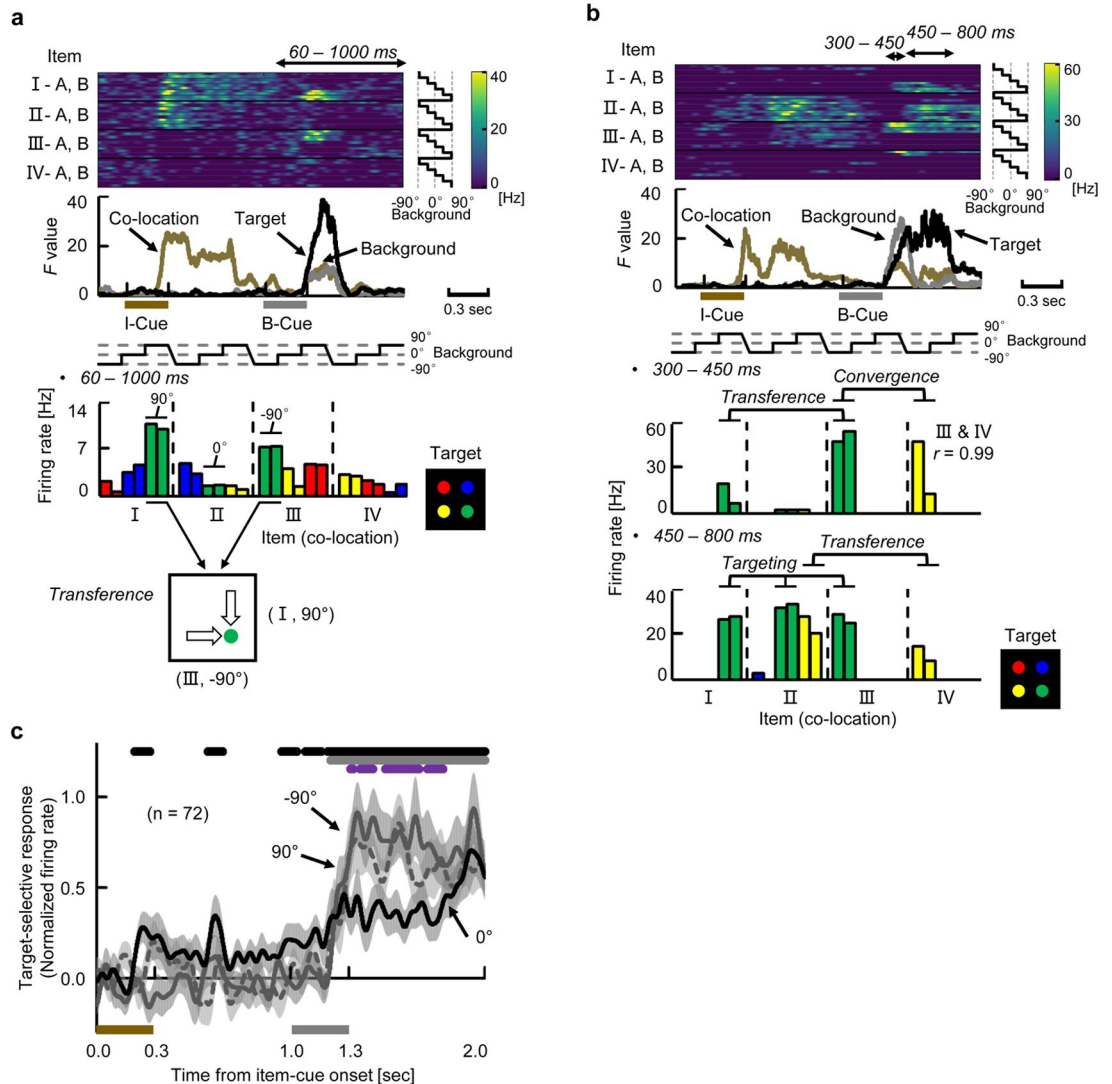 a
Item
60 – 1000 ms
Ⅰ - A, B
Ⅱ - A, B
Ⅲ - A, B
Ⅳ- A, B
40
20
0
[Hz]
-90° 0° 90°
Background
F value
40
20
0
Co-location
Target
Background
I-Cue
B-Cue
0.3 sec
90°
0°
-90°
Background
• 60 – 1000 ms
Firing rate [Hz]
14
7
0
90°
0°
-90°
Ⅰ Ⅱ Ⅲ Ⅳ
Item (co-location)
Target
Transference
(Ⅰ, 90°)
(Ⅲ, -90°)
b
Item
300 – 450
450 – 800 ms
Ⅰ - A, B
Ⅱ - A, B
Ⅲ- A, B
Ⅳ- A, B
60
30
0
[Hz]
-90° 0° 90°
Background
F value
40
20
0
Co-location
Background
Target
I-Cue
B-Cue
0.3 sec
90°
0°
-90°
Background
• 300 – 450 ms
Convergence
Transference
60
30
0
Ⅲ & Ⅳ
r = 0.99
Firing rate [Hz]
• 450 – 800 ms
Transference
Targeting
40
20
0
Ⅰ Ⅱ Ⅲ Ⅳ
Item (co-location)
Target
c
Target-selective response
(Normalized firing rate)
1.0
0.5
0.0
(n = 72)
-90°
90°
0°
0.0 0.3 1.0 1.3 2.0
Time from item-cue onset [sec]